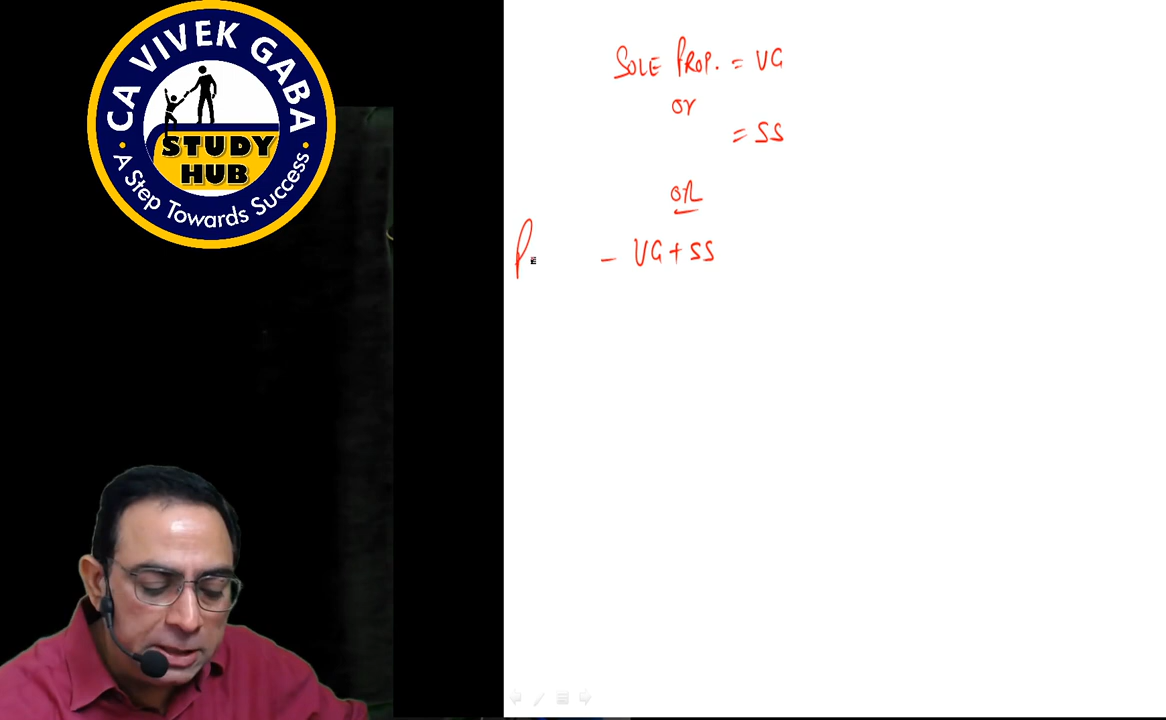 CA VIVEK GABA
STUDY
HUB
• A Step Towards Success •
SOLE PROP. = VG
or
= SS
OR
P - VG + SS